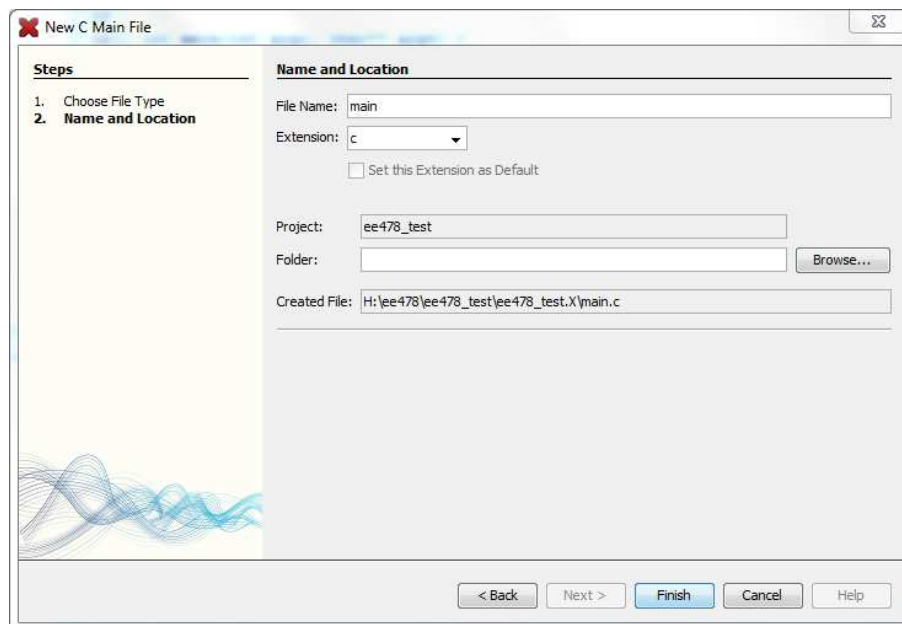 New C Main File
Steps
1. Choose File Type
2. Name and Location
Name and Location
File Name: main
Extension: c
Set this Extension as Default
Project: ee478_test
Folder: Browse...
Created File: H:\ee478\ee478_test\ee478_test.X\main.c
< Back Next > Finish Cancel Help